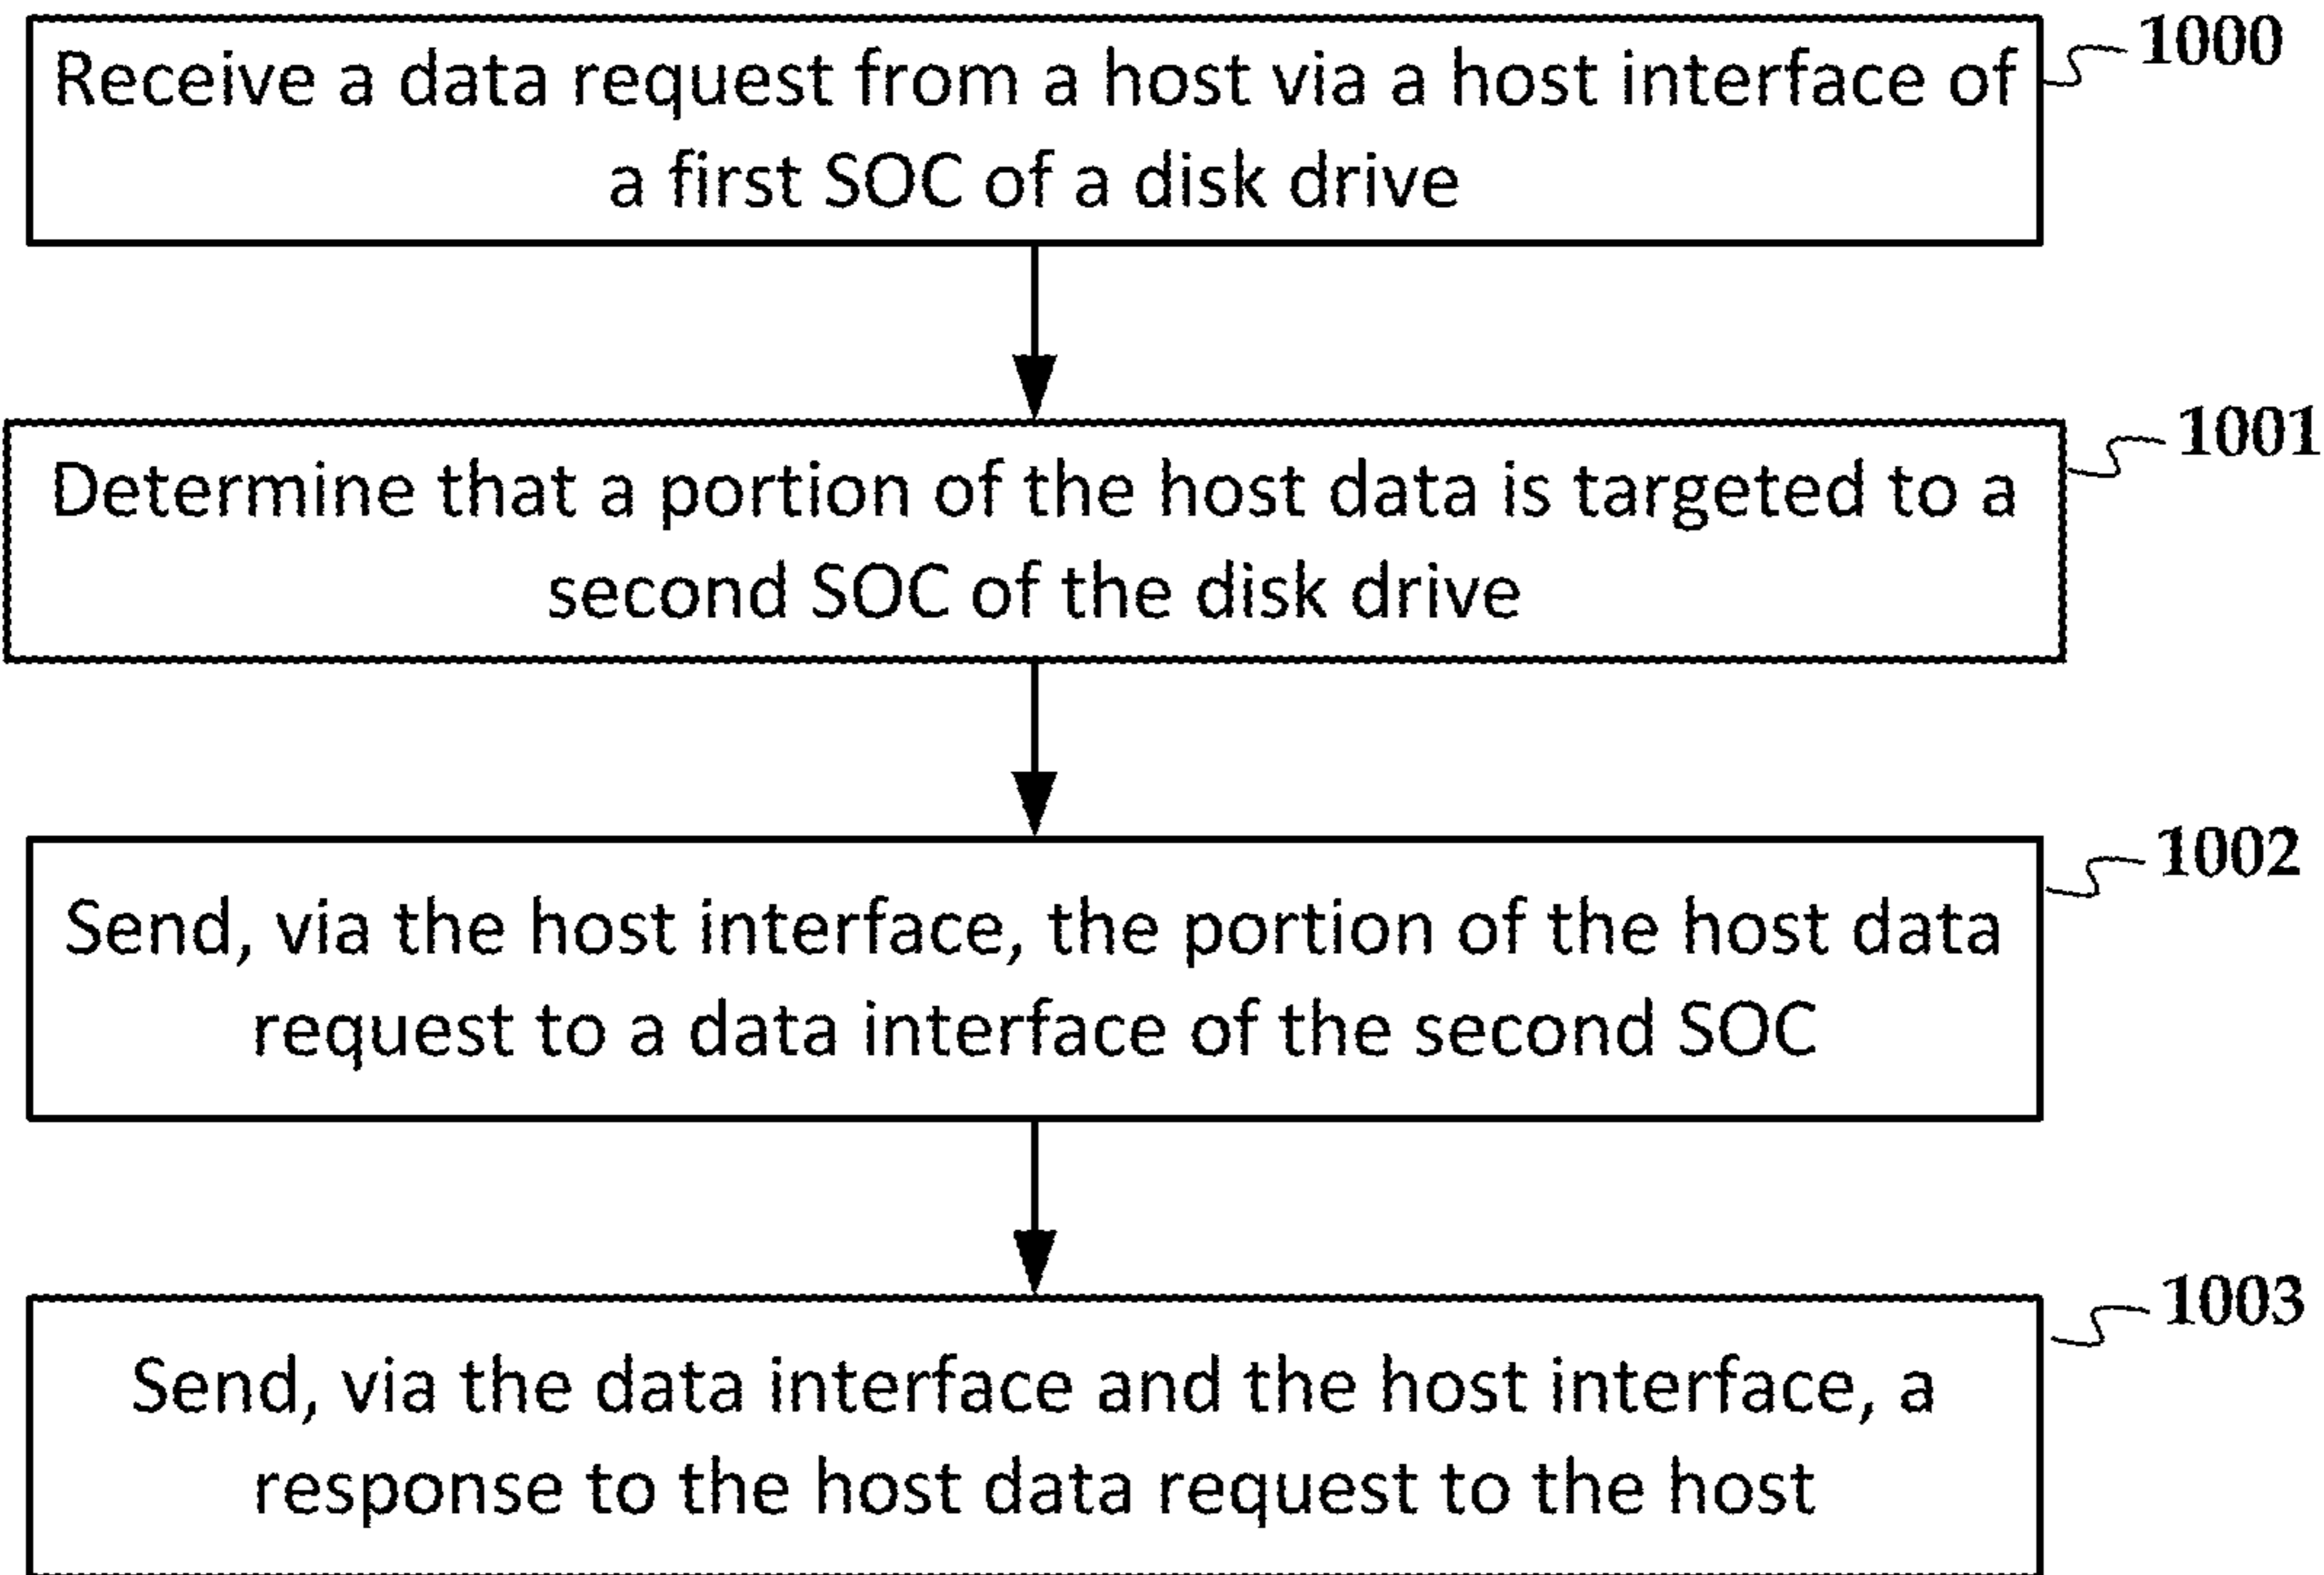 Receive a data request from a host via a host interface of
a first SOC of a disk drive
1000
Determine that a portion of the host data is targeted to a
second SOC of the disk drive
1001
Send, via the host interface, the portion of the host data
request to a data interface of the second SOC
1002
Send, via the data interface and the host interface, a
response to the host data request to the host
1003